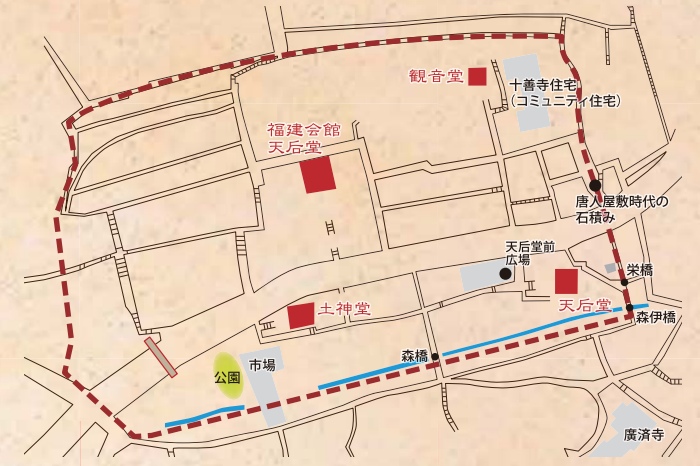 観音堂
十善寺住宅
（コミュニティ住宅）
福建会館
天后堂
唐人屋敷時代の
石積み
天后堂前
広場
栄橋
天后堂
土神堂
森伊橋
森橋
市場
公園
廣済寺